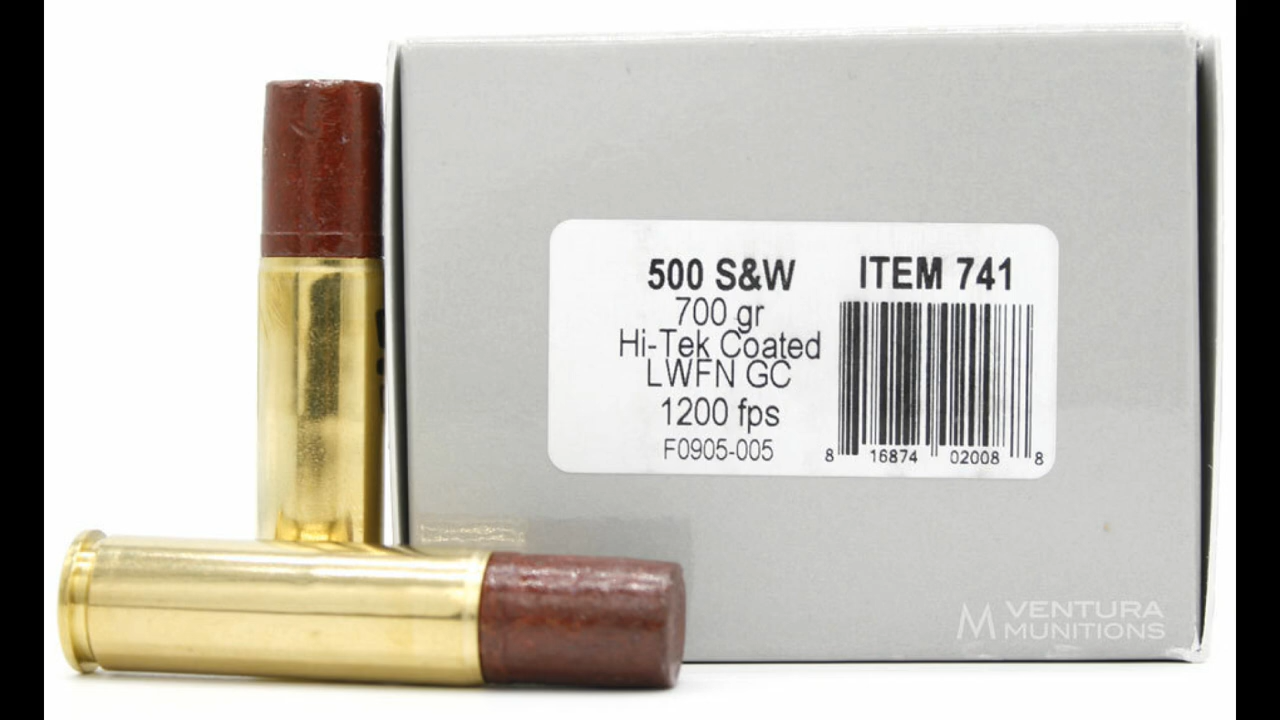 500 S&W
700 gr
Hi-Tek Coated
LWFN GC
1200 fps
F0905-005
ITEM 741
8 16874 02008 8
VENTURA
MUNITIONS